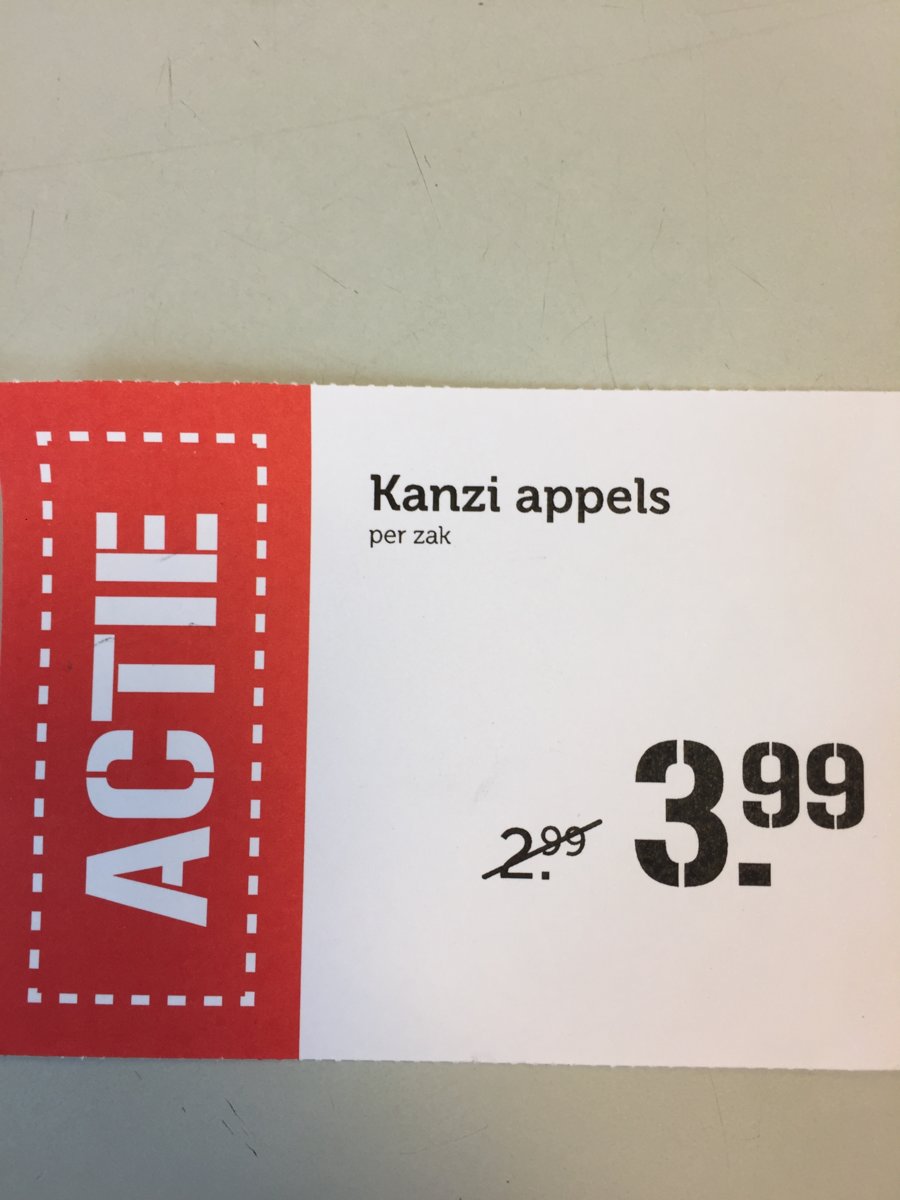 ACTIE
Kanzi appels
per zak
2.99
3.99